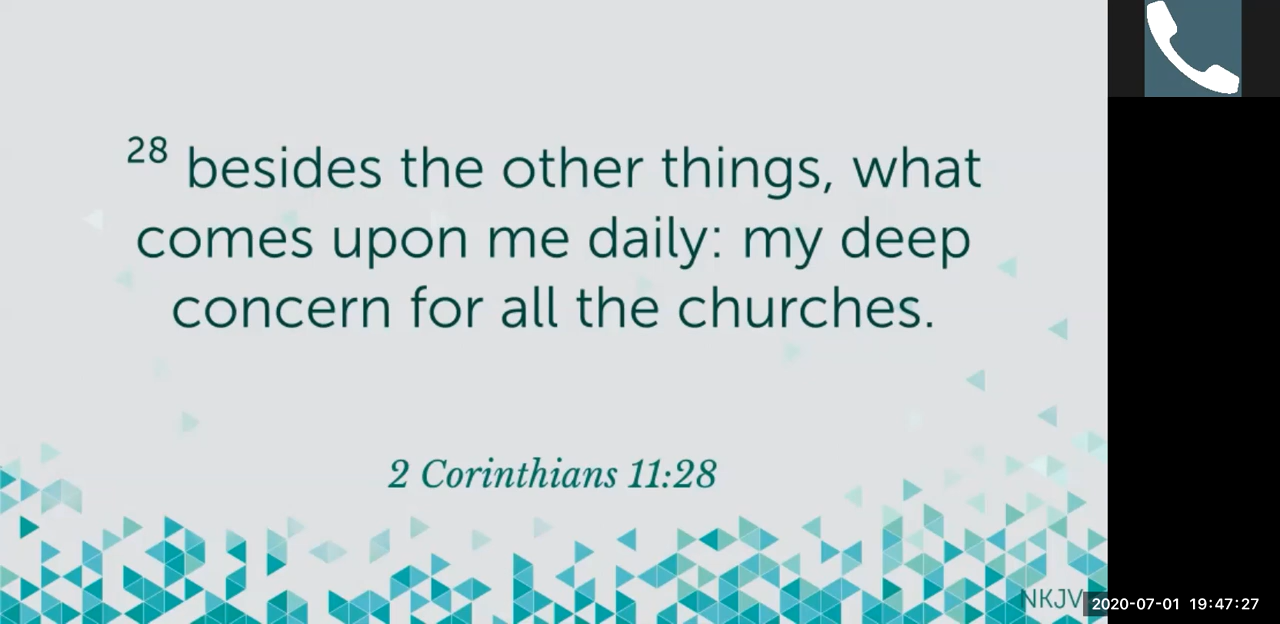 28 besides the other things, what
comes upon me daily: my deep
concern for all the churches.
2 Corinthians 11:28
NKJV
2020-07-01 19:47:27